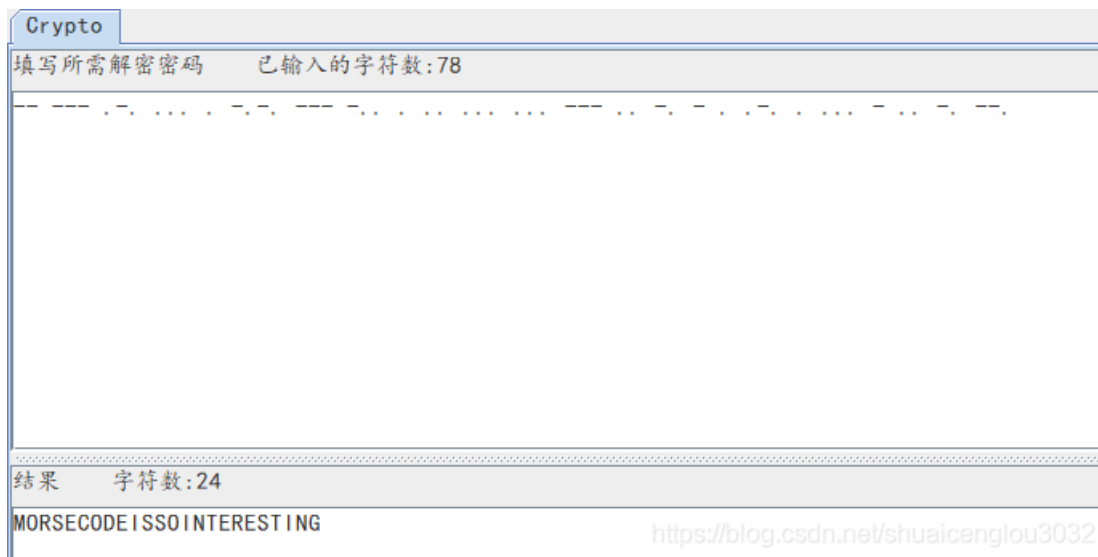 Crypto
填写所需解密密码 已输入的字符数:78
-- --- .-. ... . -.-. --- -.. . .. ... ... --- .. -. - . .-. . ... - .. -. --.
结果 字符数:24
MORSECODEISSOINTERESTING
https://blog.csdn.net/shuaicenglou3032